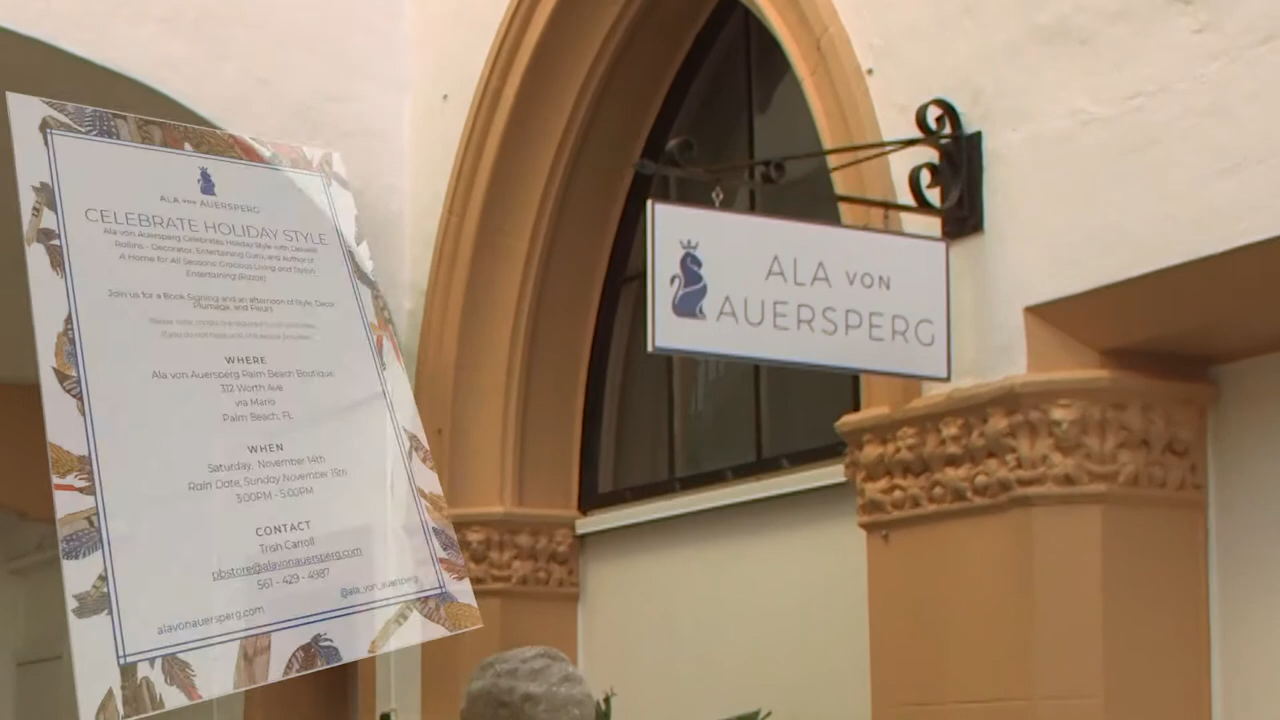 ALA von AUERSPERG
CELEBRATE HOLIDAY STYLE
Ala von Auersperg Celebrates Holiday Style with Danielle
Rollins - Decorator, Entertaining Guru, and Author of
A Home for All Seasons: Gracious Living and Stylish
Entertaining (Rizzoli)
Join us for a Book Signing and an afternoon of Style, Decor
Plumage, and Fleurs
WHERE
Ala von Auersperg Palm Beach Boutique
312 Worth Ave
via Mario
Palm Beach, FL
WHEN
Saturday, November 14th
Rain Date, Sunday November 15th
3:00PM - 5:00PM
CONTACT
Trish Carroll
pbstore@alavonauersperg.com
561 - 429 - 4987
alavonauersperg.com
@ala_von_auersperg
ALA VON
AUERSPERG